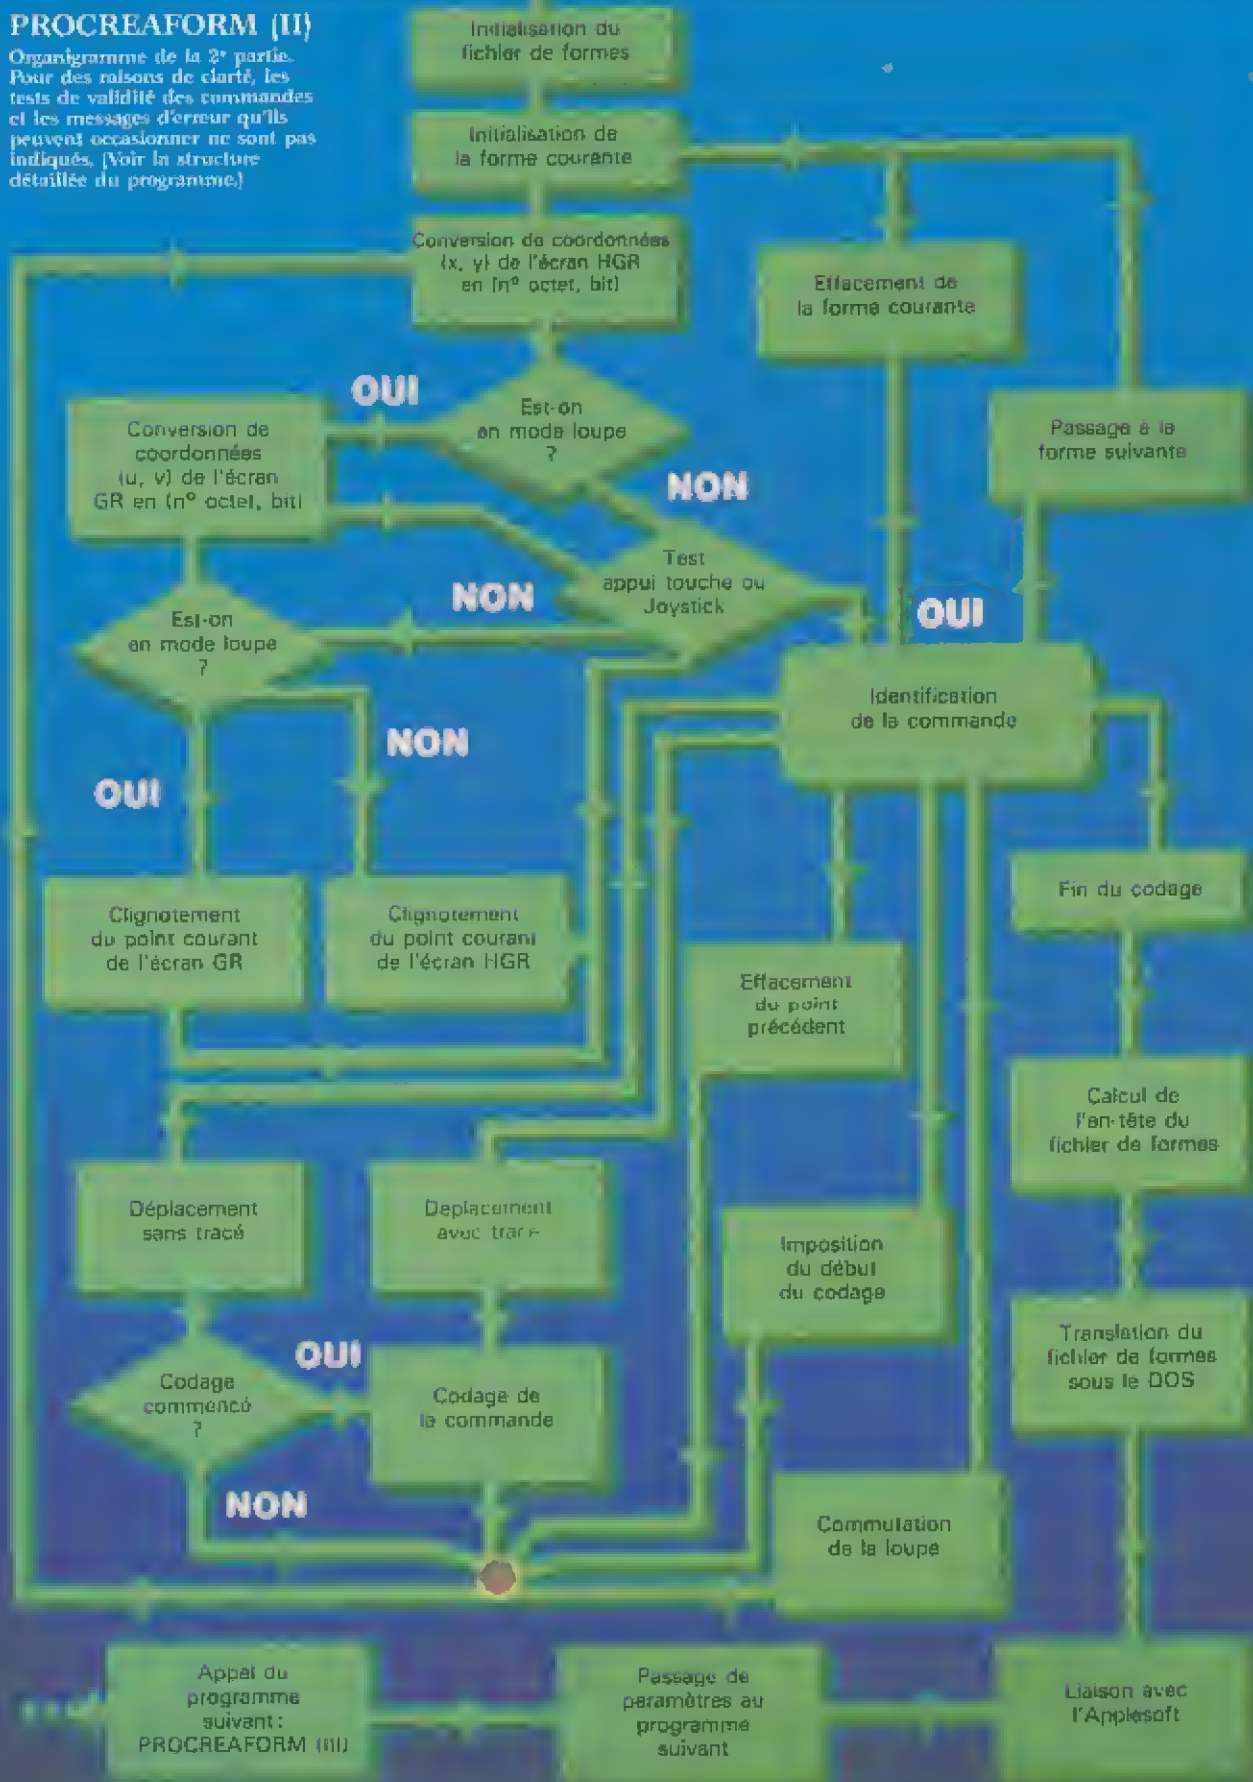 PROCREAFORM (II)
Organigramme de la 2e partie.
Pour des raisons de clarté, les
tests de validité des commandes
et les messages d'erreur qu'ils
peuvent occasionner ne sont pas
indiqués. (Voir la structure
détaillée du programme.)
Initialisation du
fichier de formes
Initialisation de
la forme courante
Conversion de coordonnées
(x, y) de l'écran HGR
en (n° octet, bit)
Effacement de
la forme courante
OUI
Est-on
en mode loupe
?
Conversion de
coordonnées
(u, v) de l'écran
GR en (n° octet, bit)
Passage à la
forme suivante
NON
Test
appui touche ou
Joystick
NON
OUI
Est-on
en mode loupe
?
Identification
de la commande
NON
OUI
Fin du codage
Clignotement
du point courant
de l'écran GR
Clignotement
du point courant
de l'écran HGR
Effacement
du point
précédent
Calcul de
l'en-tête du
fichier de formes
Déplacement
sans tracé
Deplacement
avec trace
Imposition
du début
du codage
Translation du
fichier de formes
sous le DOS
OUI
Codage
commencé
?
Codage de
la commande
NON
Commutation
de la loupe
Appel du
programme
suivant:
PROCREAFORM (III)
Passage de
paramètres au
programme
suivant
Liaison avec
l'Applesoft